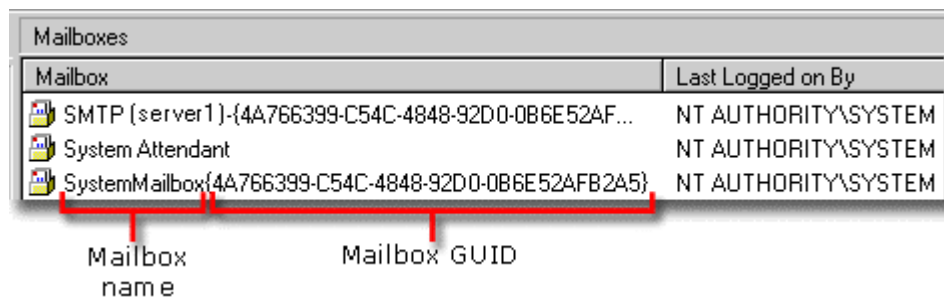 Mailboxes
Mailbox Last Logged on By
SMTP (server1)-{4A766399-C54C-4848-92D0-0B6E52AF... NT AUTHORITY\SYSTEM
System Attendant NT AUTHORITY\SYSTEM
SystemMailbox{4A766399-C54C-4848-92D0-0B6E52AFB2A5} NT AUTHORITY\SYSTEM
Mailbox name
Mailbox GUID